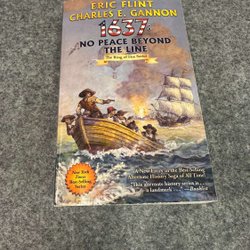 ERIC FLINT
CHARLES E. GANNON
1637
NO PEACE BEYOND
THE LINE
The Ring of Fire Series
New York
Times
Best-Selling
Series
"A New Entry in the Best-Selling
Alternate History Saga of All Time!
"This alternate history series is...
a landmark..." —Booklist